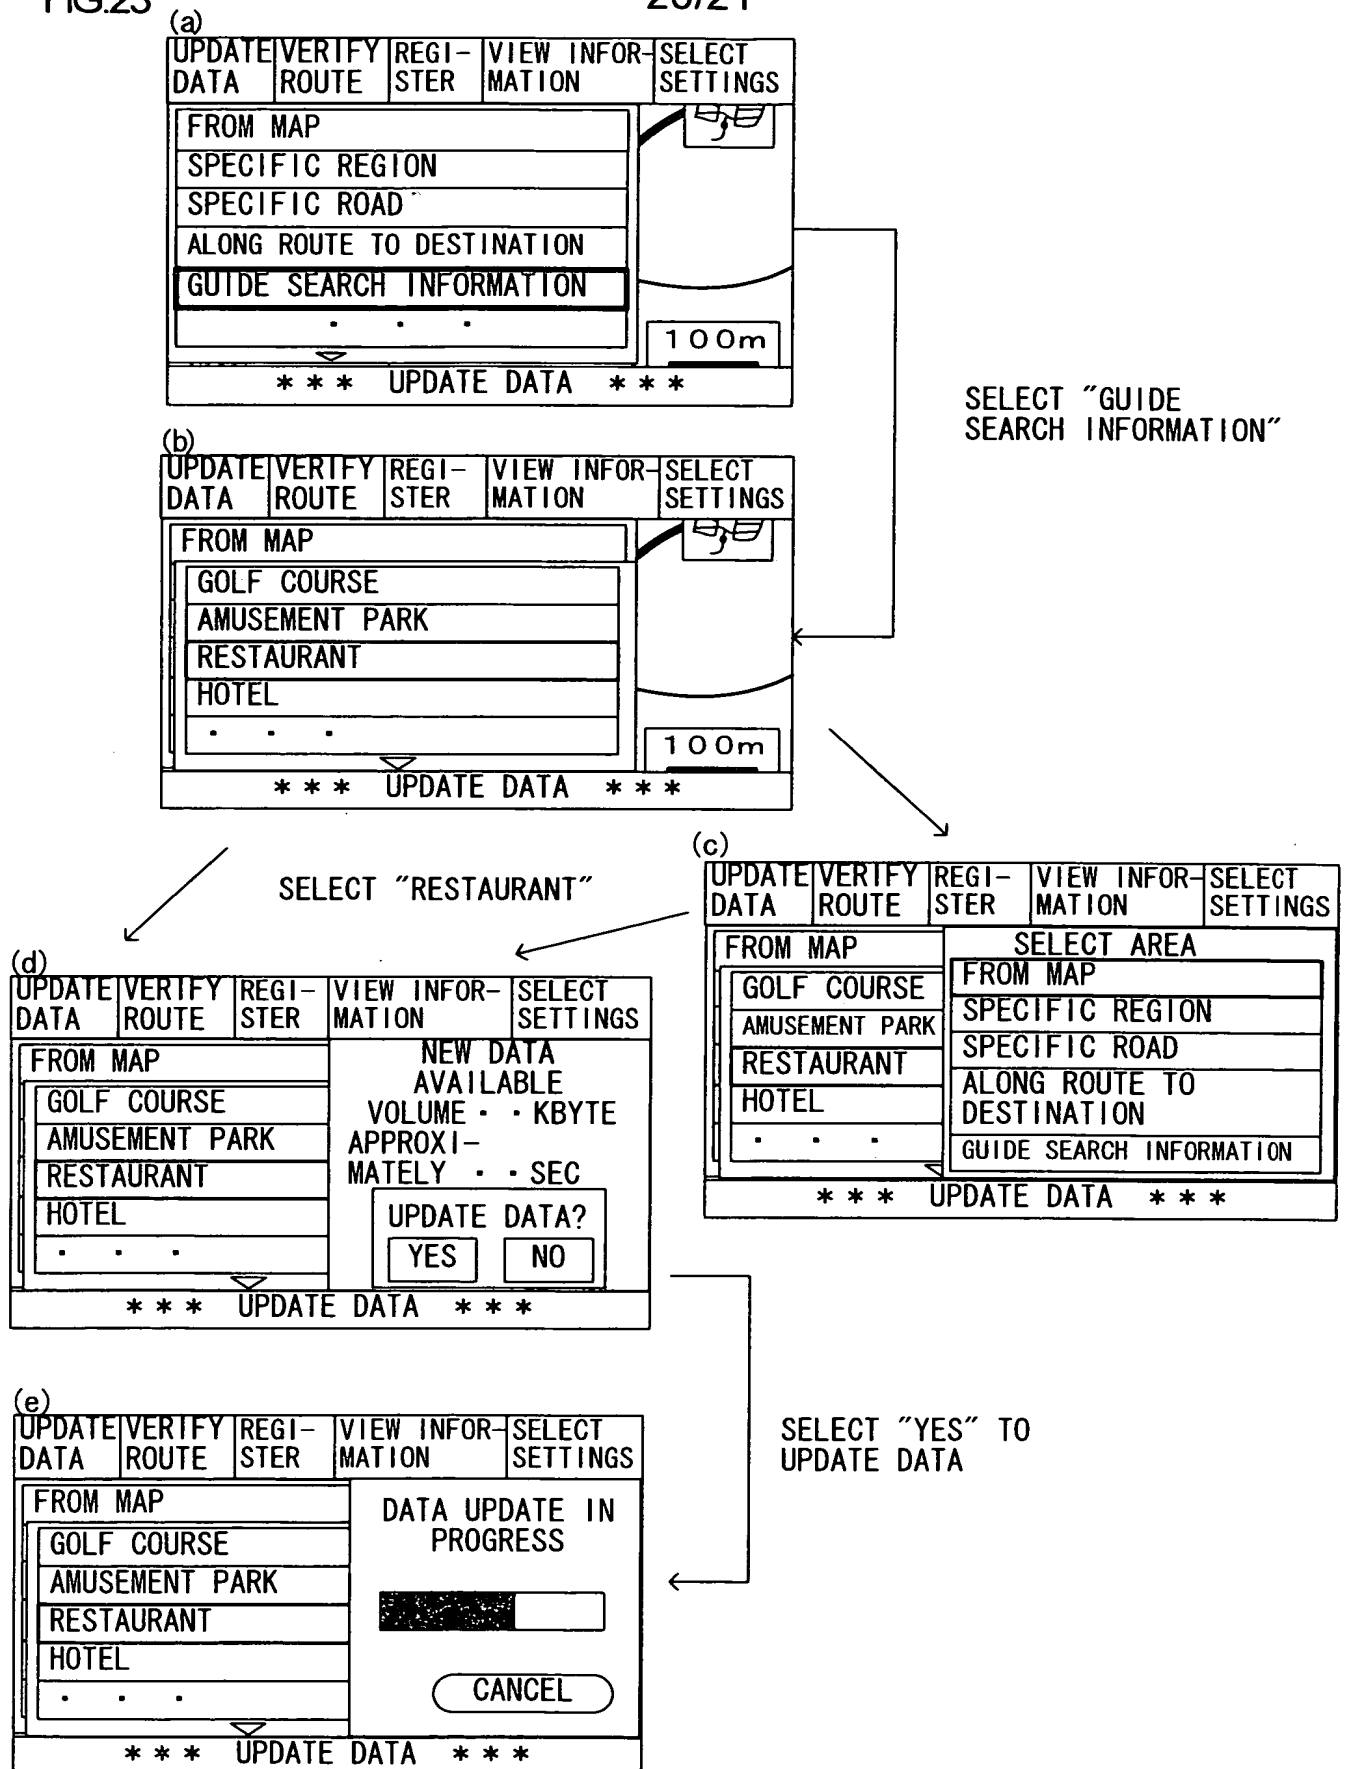 FIG.23
20/21
(a)
UPDATE VERIFY REGI- VIEW INFOR- SELECT
DATA ROUTE STER MATION SETTINGS
FROM MAP
SPECIFIC REGION
SPECIFIC ROAD
ALONG ROUTE TO DESTINATION
GUIDE SEARCH INFORMATION
. . .
100m
*** UPDATE DATA ***
SELECT "GUIDE
SEARCH INFORMATION"
(b)
UPDATE VERIFY REGI- VIEW INFOR- SELECT
DATA ROUTE STER MATION SETTINGS
FROM MAP
GOLF COURSE
AMUSEMENT PARK
RESTAURANT
HOTEL
. . .
100m
*** UPDATE DATA ***
SELECT "RESTAURANT"
(c)
UPDATE VERIFY REGI- VIEW INFOR- SELECT
DATA ROUTE STER MATION SETTINGS
FROM MAP
GOLF COURSE
AMUSEMENT PARK
RESTAURANT
HOTEL
. . .
SELECT AREA
FROM MAP
SPECIFIC REGION
SPECIFIC ROAD
ALONG ROUTE TO
DESTINATION
GUIDE SEARCH INFORMATION
*** UPDATE DATA ***
(d)
UPDATE VERIFY REGI- VIEW INFOR- SELECT
DATA ROUTE STER MATION SETTINGS
FROM MAP
GOLF COURSE
AMUSEMENT PARK
RESTAURANT
HOTEL
. . .
NEW DATA
AVAILABLE
VOLUME · · KBYTE
APPROXI-
MATELY · · SEC
UPDATE DATA?
YES NO
*** UPDATE DATA ***
SELECT "YES" TO
UPDATE DATA
(e)
UPDATE VERIFY REGI- VIEW INFOR- SELECT
DATA ROUTE STER MATION SETTINGS
FROM MAP
GOLF COURSE
AMUSEMENT PARK
RESTAURANT
HOTEL
. . .
DATA UPDATE IN
PROGRESS
CANCEL
*** UPDATE DATA ***